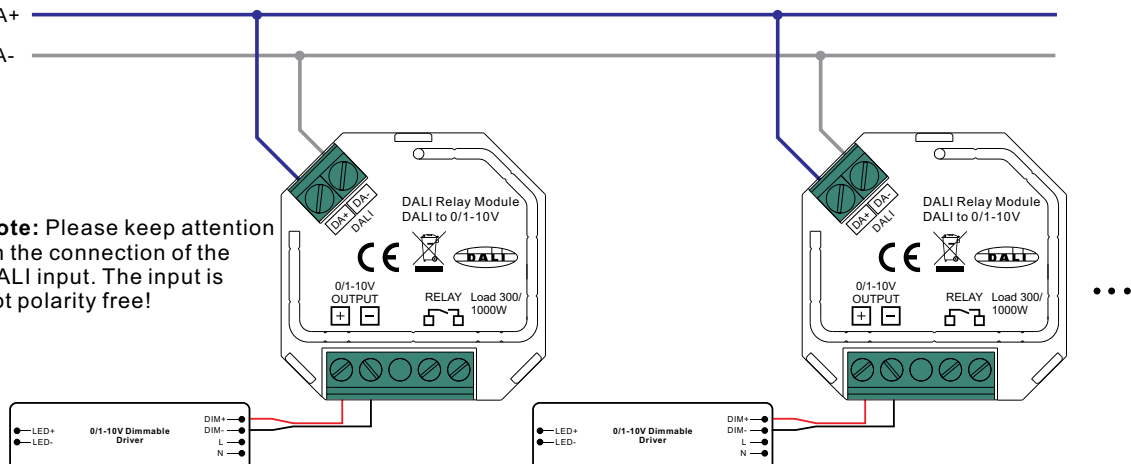 A+
A-
ote: Please keep attention
n the connection of the
ALI input. The input is
ot polarity free!
DA+
DA-
DALI
DALI Relay Module
DALI to 0/1-10V
CE
DALI
0/1-10V
OUTPUT
+ -
RELAY
Load 300/
1000W
LED+
LED-
0/1-10V Dimmable
Driver
DIM+
DIM-
L
N
DA+
DA-
DALI
DALI Relay Module
DALI to 0/1-10V
CE
DALI
0/1-10V
OUTPUT
+ -
RELAY
Load 300/
1000W
LED+
LED-
0/1-10V Dimmable
Driver
DIM+
DIM-
L
N